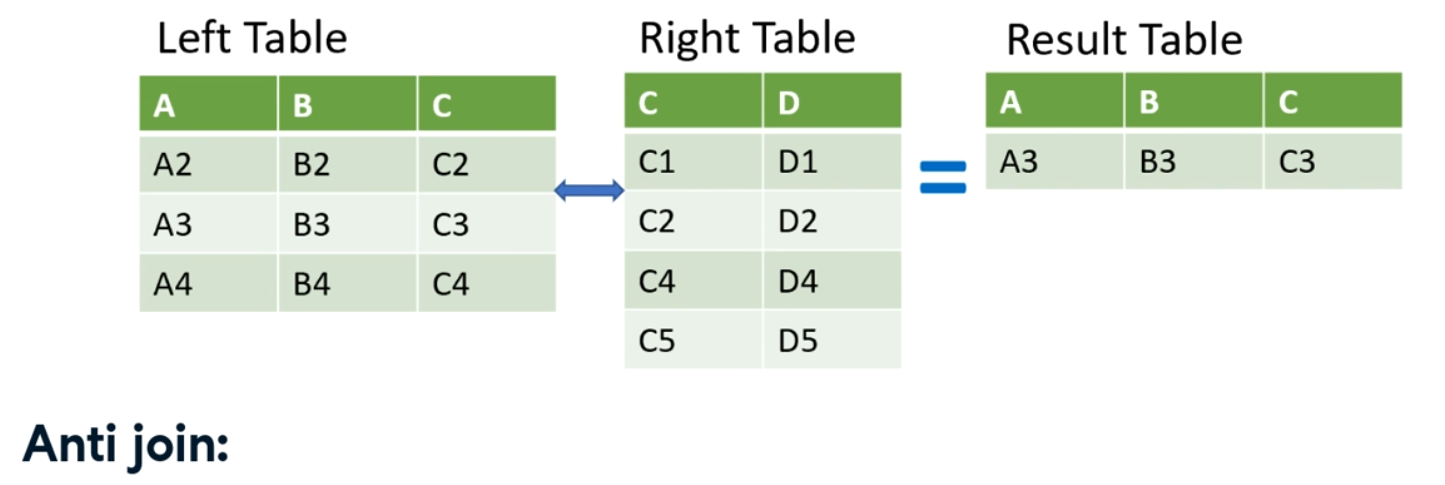 Left Table
A B C
A2 B2 C2
A3 B3 C3
A4 B4 C4
Right Table
C D
C1 D1
C2 D2
C4 D4
C5 D5
=
Result Table
A B C
A3 B3 C3
Anti join: